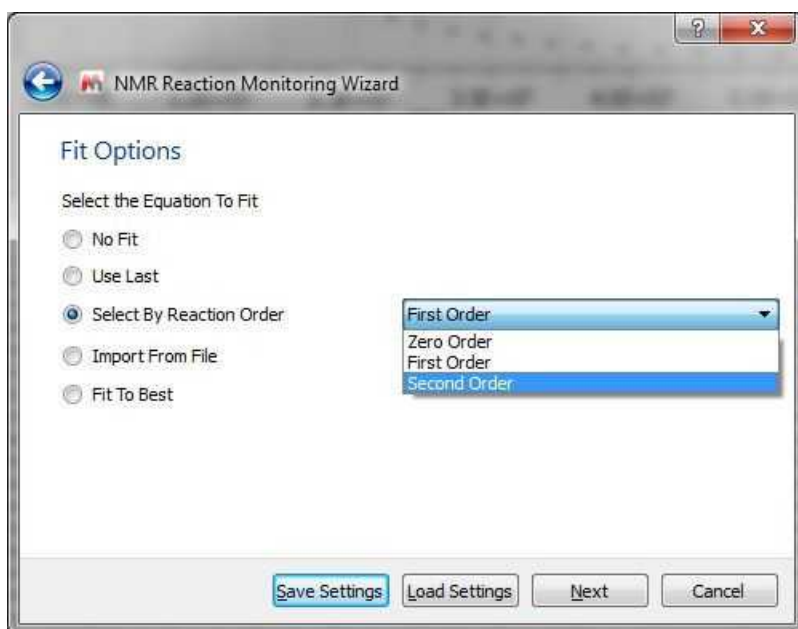 NMR Reaction Monitoring Wizard
Fit Options
Select the Equation To Fit
No Fit
Use Last
Select By Reaction Order
First Order
Zero Order
First Order
Second Order
Import From File
Fit To Best
Save Settings
Load Settings
Next
Cancel